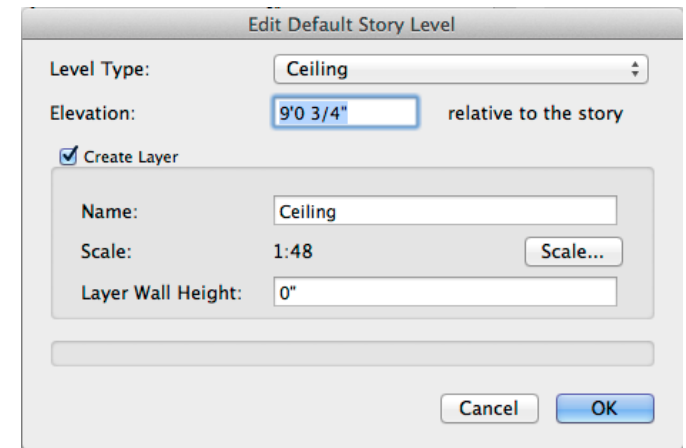 Edit Default Story Level
Level Type: Ceiling
Elevation: 9'0 3/4" relative to the story
Create Layer
Name: Ceiling
Scale: 1:48 Scale...
Layer Wall Height: 0"
Cancel OK